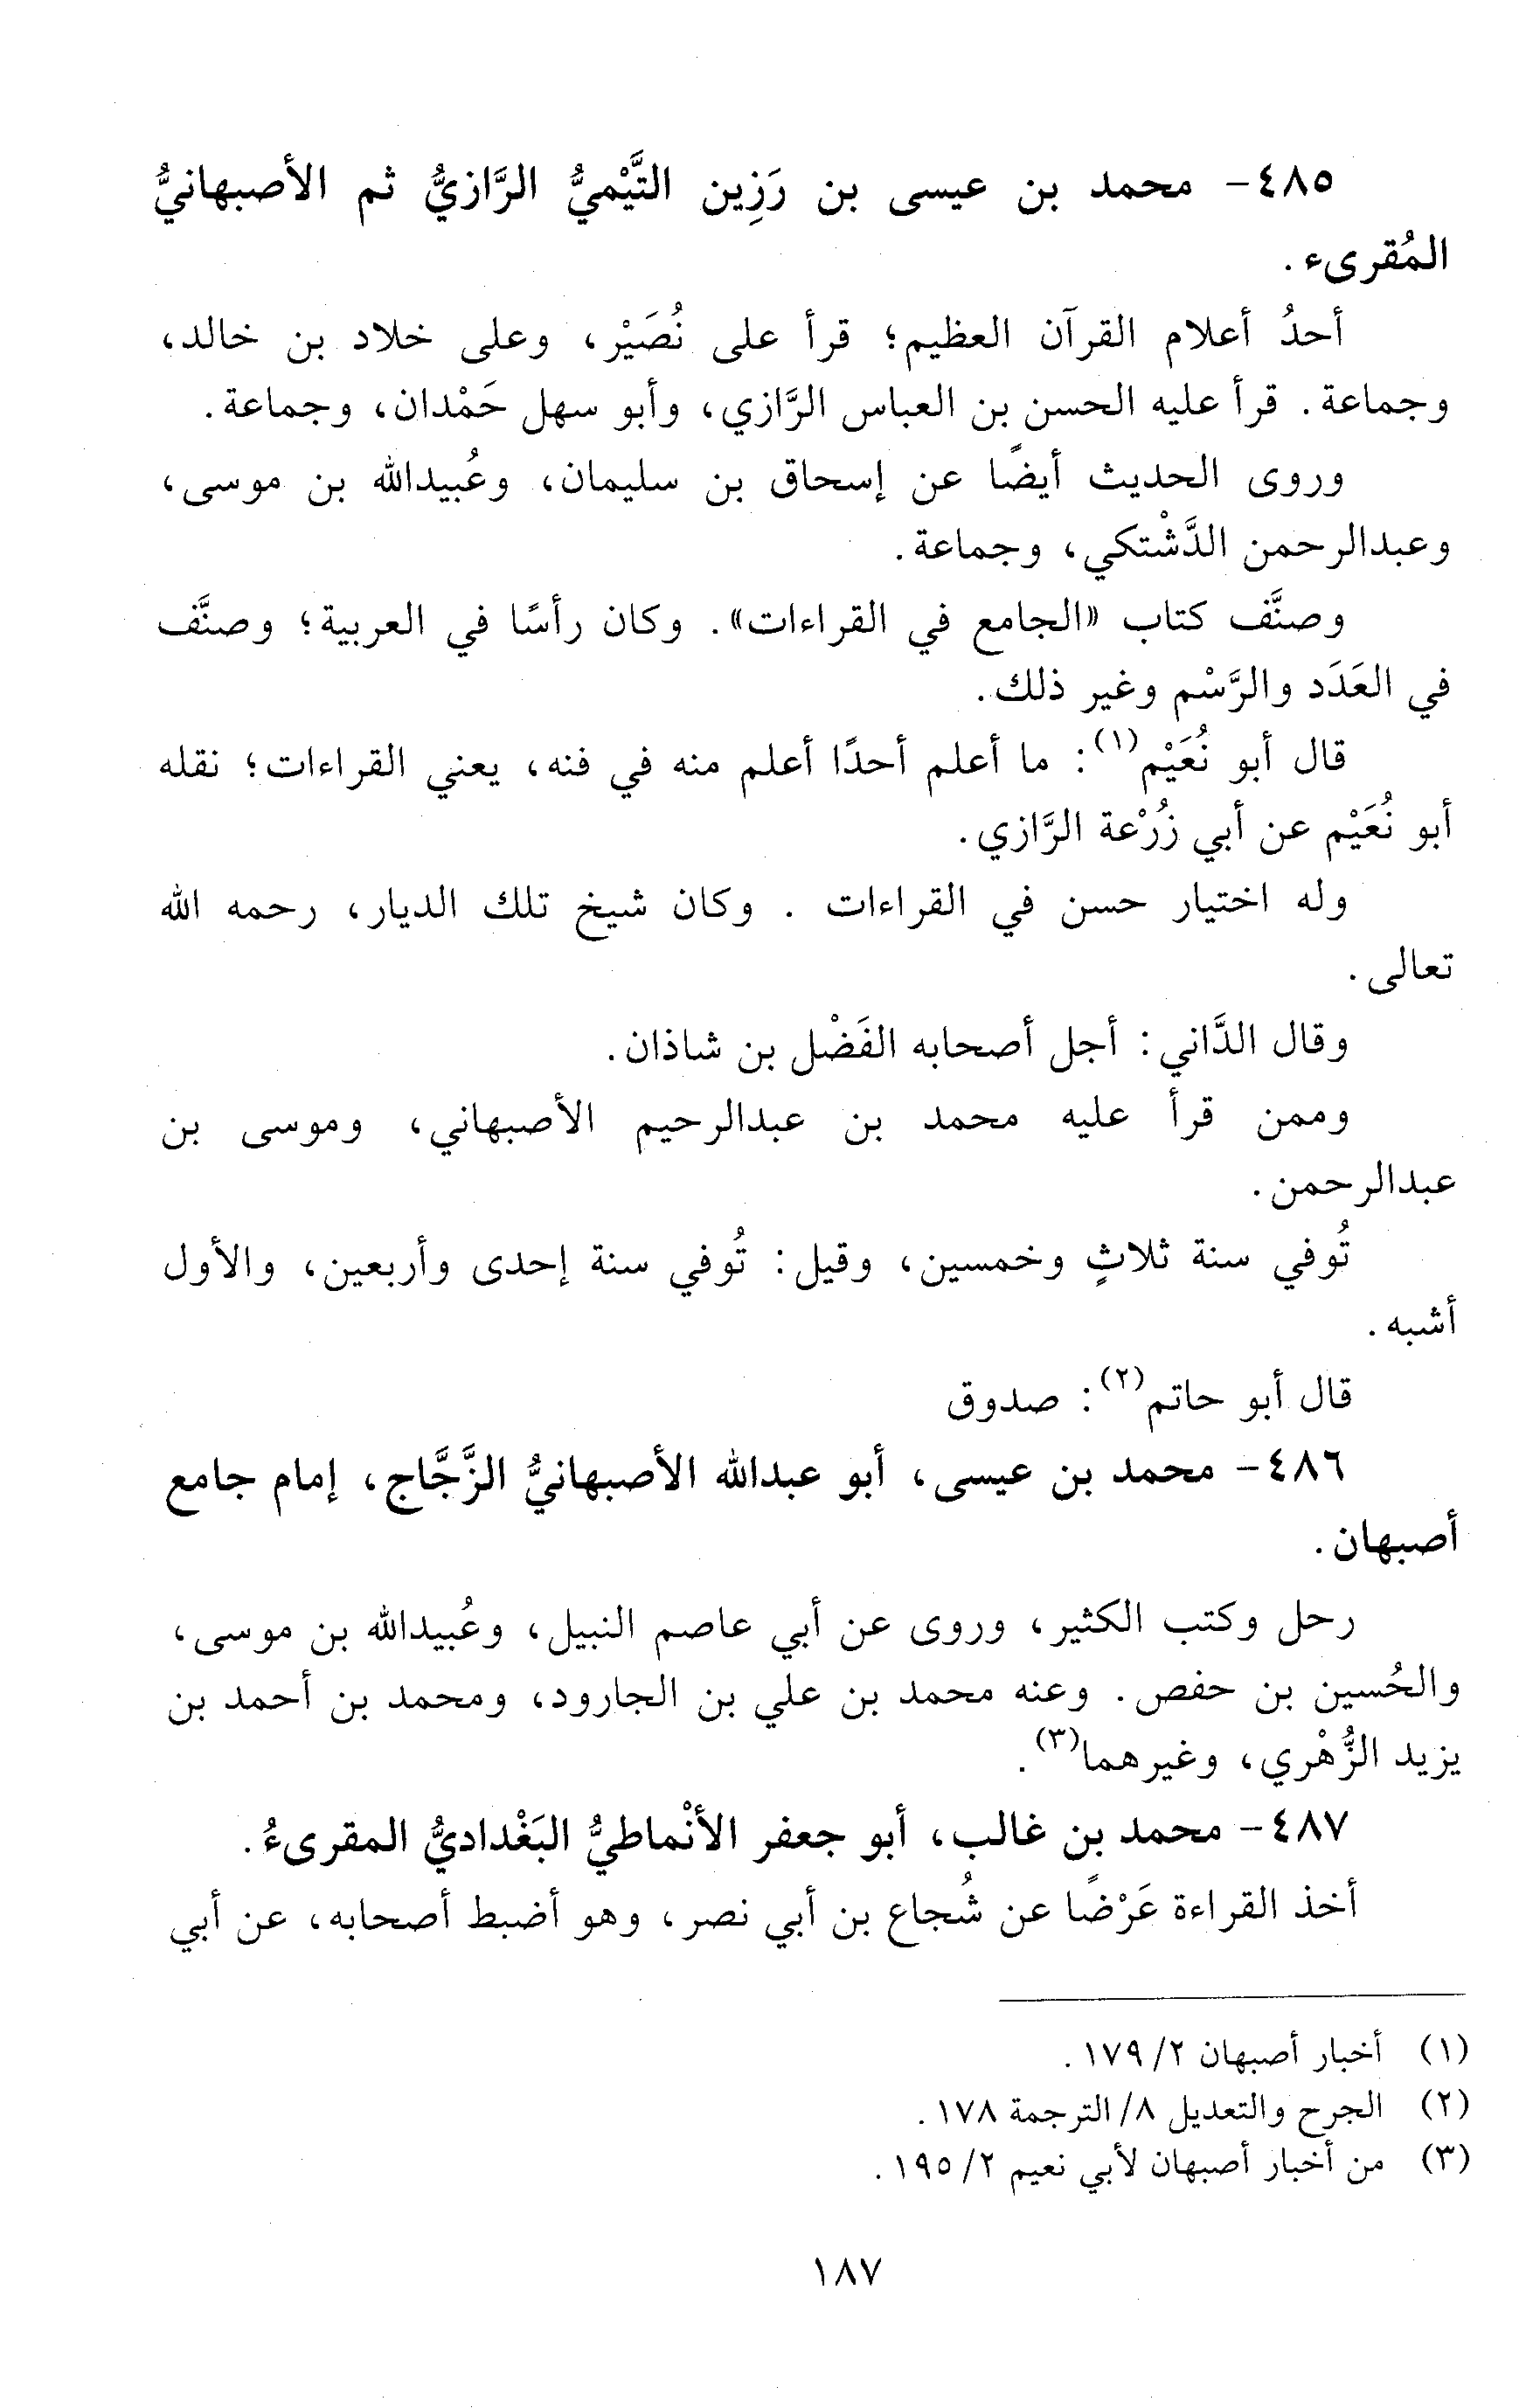 ٤٨٥- محمد بن عيسى بن رَزِين التَّيْميُّ الرَّازيُّ ثم الأصبهانيُّ
المُقرىء.
أحدُ أعلام القرآن العظيم؛ قرأ على نُصَيْر، وعلى خلاد بن خالد،
وجماعة. قرأ عليه الحسن بن العباس الرَّازي، وأبو سهل حَمْدان، وجماعة.
وروى الحديث أيضًا عن إسحاق بن سليمان، وعُبيدالله بن موسى،
وعبدالرحمن الدَّشْتكي، وجماعة.
وصنَّف كتاب «الجامع في القراءات». وكان رأسًا في العربية؛ وصنَّف
في العَدَد والرَّسْم وغير ذلك.
قال أبو نُعَيْم(١): ما أعلم أحدًا أعلم منه في فنه، يعني القراءات؛ نقله
أبو نُعَيْم عن أبي زُرْعة الرَّازي.
وله اختيار حسن في القراءات . وكان شيخ تلك الديار، رحمه الله
تعالى.
وقال الدَّاني: أجل أصحابه الفَضْل بن شاذان.
وممن قرأ عليه محمد بن عبدالرحيم الأصبهاني، وموسى بن
عبدالرحمن.
تُوفي سنة ثلاثٍ وخمسين، وقيل: تُوفي سنة إحدى وأربعين، والأول
أشبه.
قال أبو حاتم(٢): صدوق
٤٨٦- محمد بن عيسى، أبو عبدالله الأصبهانيُّ الزَّجَّاج، إمام جامع
أصبهان.
رحل وكتب الكثير، وروى عن أبي عاصم النبيل، وعُبيدالله بن موسى،
والحُسين بن حفص. وعنه محمد بن علي بن الجارود، ومحمد بن أحمد بن
يزيد الزُّهْري، وغيرهما(٣).
٤٨٧- محمد بن غالب، أبو جعفر الأنْماطيُّ البَغْداديُّ المقرىءُ.
أخذ القراءة عَرْضًا عن شُجاع بن أبي نصر، وهو أضبط أصحابه، عن أبي
(١) أخبار أصبهان ٢/ ١٧٩.
(٢) الجرح والتعديل ٨/ الترجمة ١٧٨.
(٣) من أخبار أصبهان لأبي نعيم ٢/ ١٩٥.
١٨٧